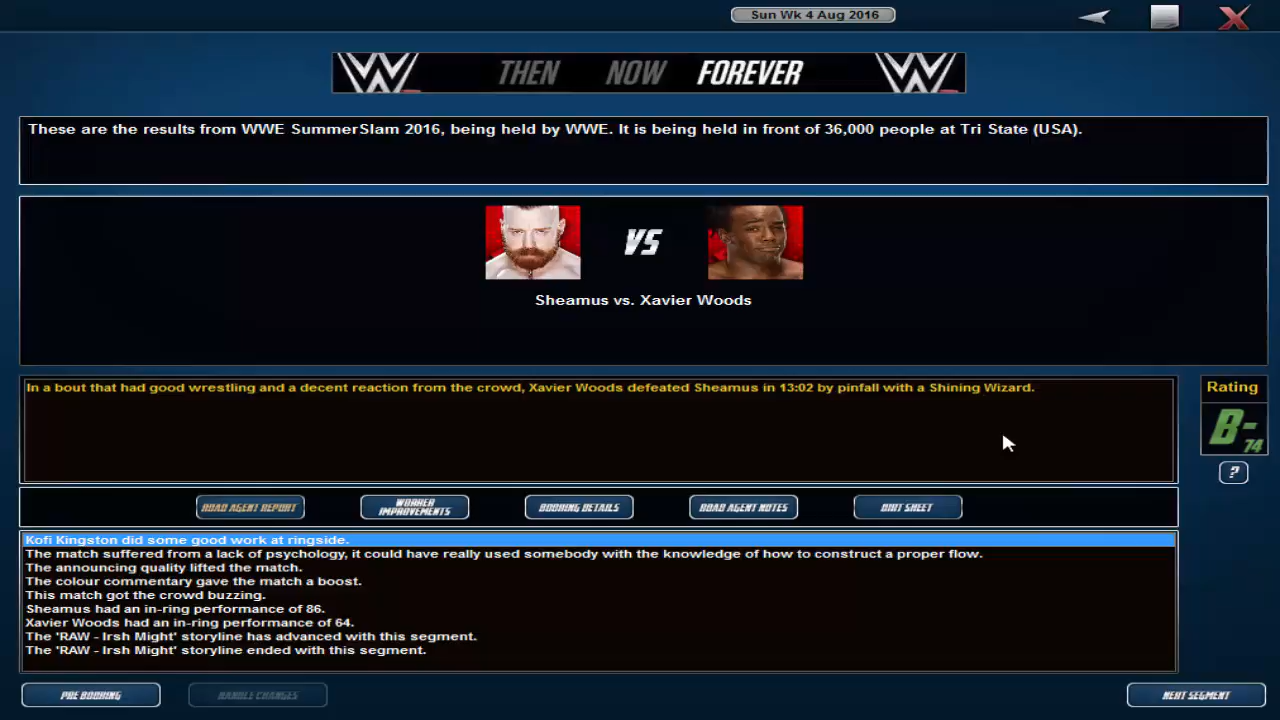 Sun Wk 4 Aug 2016
THEN NOW FOREVER
These are the results from WWE SummerSlam 2016, being held by WWE. It is being held in front of 36,000 people at Tri State (USA).
VS
Sheamus vs. Xavier Woods
In a bout that had good wrestling and a decent reaction from the crowd, Xavier Woods defeated Sheamus in 13:02 by pinfall with a Shining Wizard.
Rating
B-
74
?
ROAD AGENT REPORT
WORKER IMPROVEMENTS
BOOKING DETAILS
ROAD AGENT NOTES
DIRT SHEET
Kofi Kingston did some good work at ringside.
The match suffered from a lack of psychology, it could have really used somebody with the knowledge of how to construct a proper flow.
The announcing quality lifted the match.
The colour commentary gave the match a boost.
This match got the crowd buzzing.
Sheamus had an in-ring performance of 86.
Xavier Woods had an in-ring performance of 64.
The 'RAW - Irsh Might' storyline has advanced with this segment.
The 'RAW - Irsh Might' storyline ended with this segment.
PRE BOOKING
HANDLE CHANGES
NEXT SEGMENT